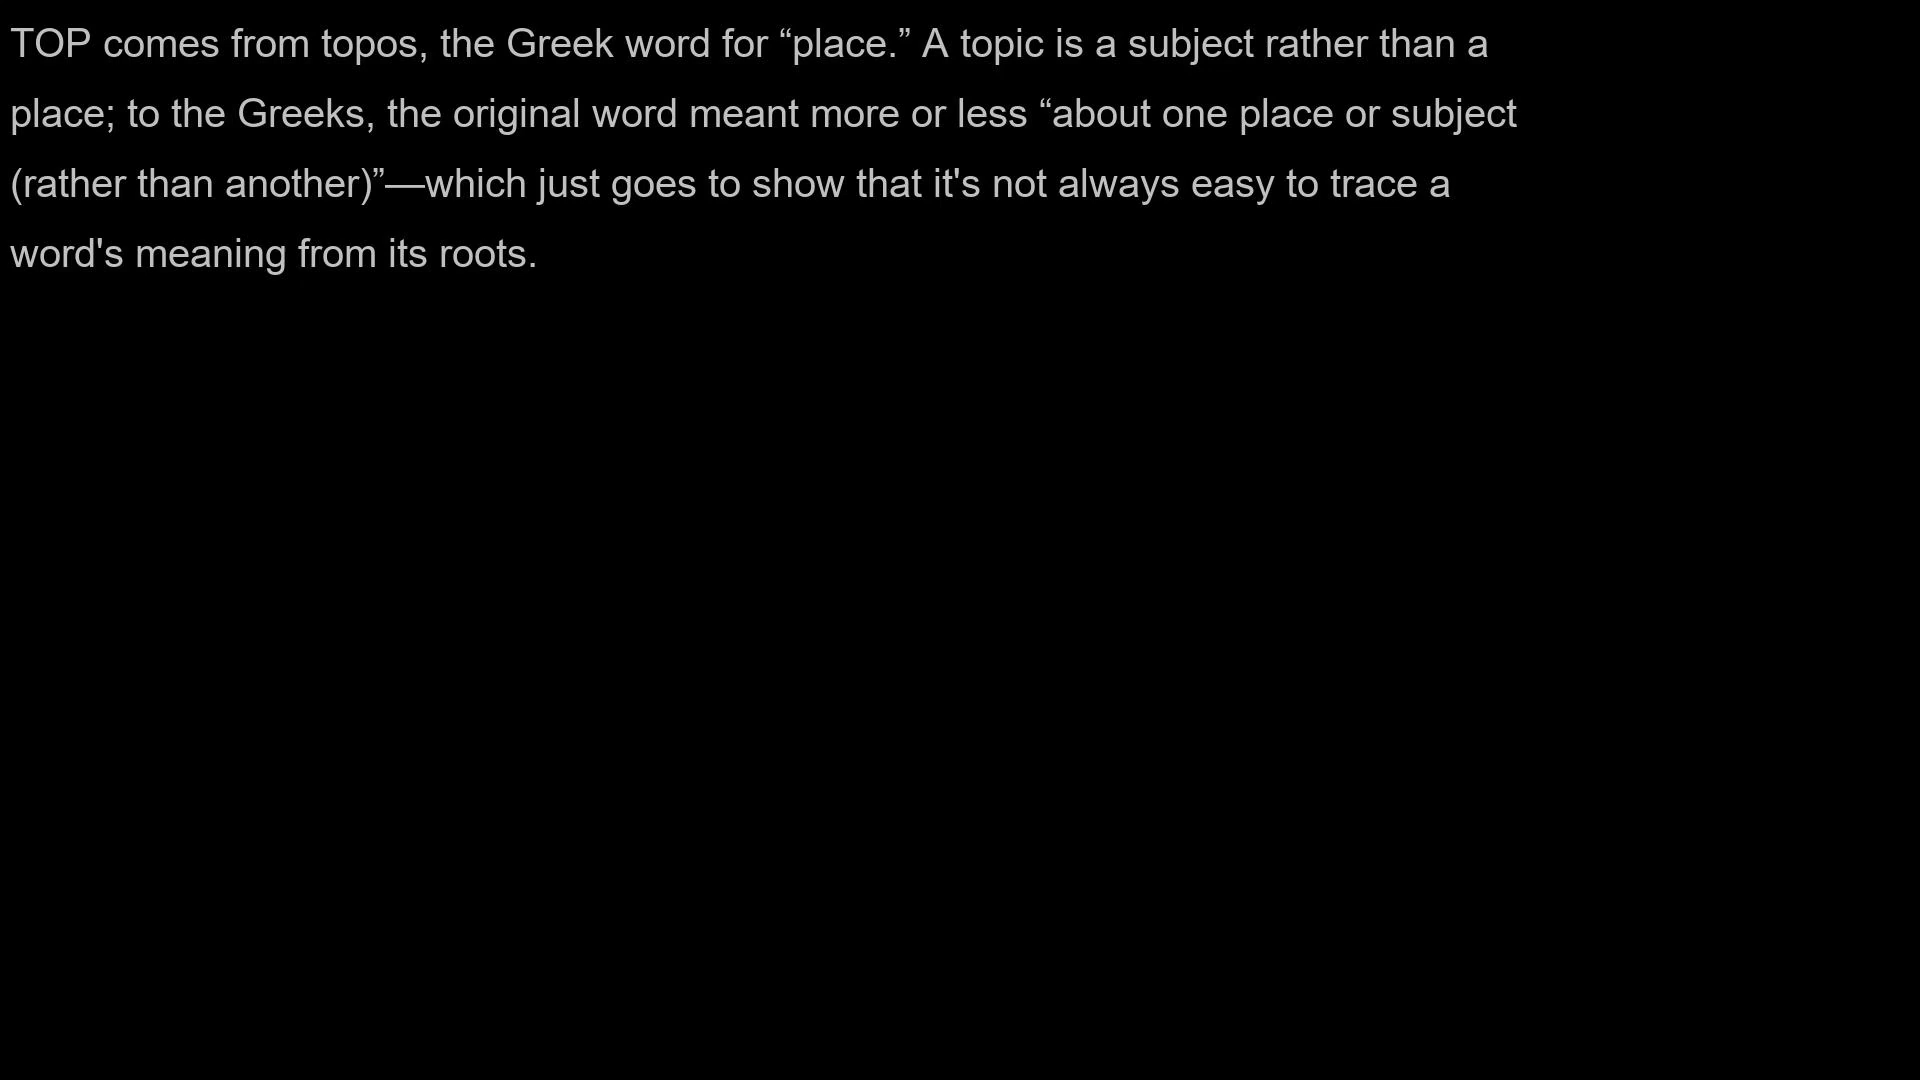 TOP comes from topos, the Greek word for “place.” A topic is a subject rather than a
place; to the Greeks, the original word meant more or less “about one place or subject
(rather than another)”—which just goes to show that it's not always easy to trace a
word's meaning from its roots.